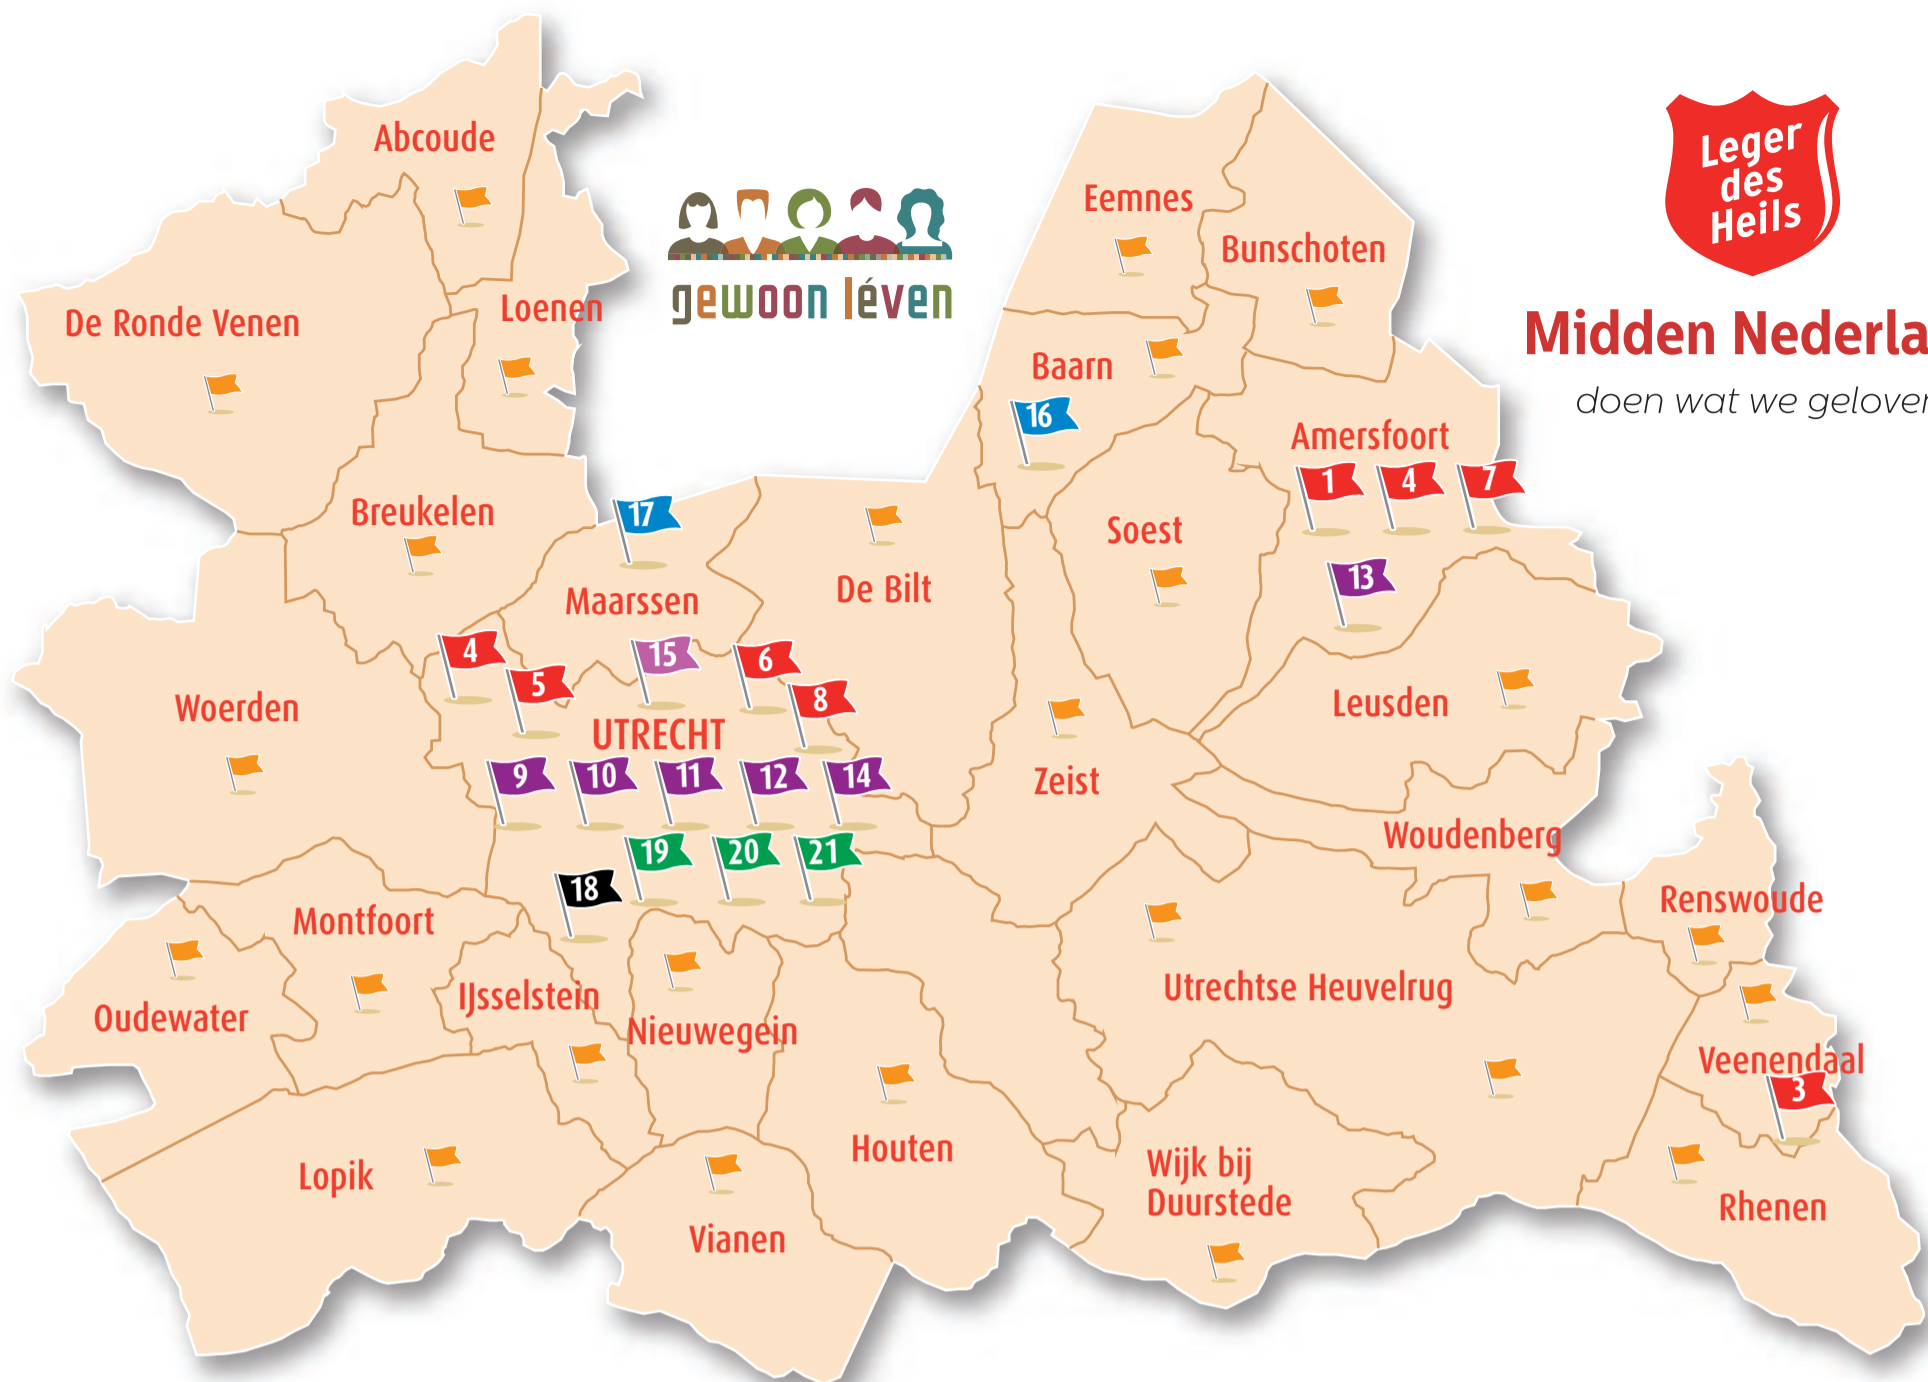 Abcoude
De Ronde Venen
Loenen
gewoon léven
Eemnes
Bunschoten
Leger
des
Heils
Midden Nederla
doen wat we gelover
Baarn
16
Amersfoort
1 4 7
13
Breukelen
17
Maarssen
De Bilt
Soest
4
5
15
6
8
Woerden
UTRECHT
9 10 11 12 14
19 20 21
18
Zeist
Leusden
Woudenberg
Renswoude
Montfoort
Oudewater
IJsselstein
Nieuwegein
Utrechtse Heuvelrug
Veenendaal
3
Lopik
Vianen
Houten
Wijk bij
Duurstede
Rhenen